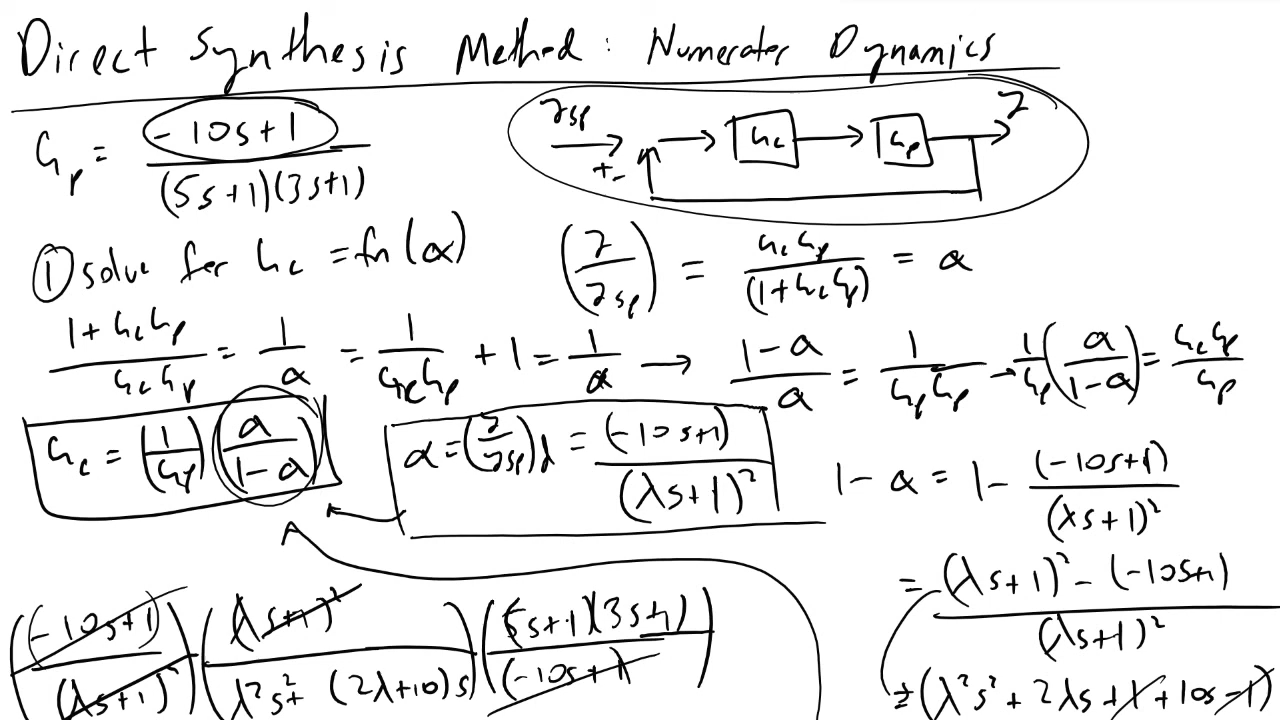 Direct Synthesis Method: Numerator Dynamics
Gp = (-10s+1) / (5s+1)(3s+1)
ysp + - Gc Gp y
① solve for Gc = fn(α) (y/ysp) = GcGp/(1+GcGp) = α
(1+GcGp)/(GcGp) = 1/α = 1/(GcGp) + 1 = 1/α → (1-α)/α = 1/(GcGp) → 1/Gp (α/(1-α)) = GcGp/Gp
Gc = (1/Gp)(α/(1-α))
α = (y/ysp)d = (-10s+1)/(λs+1)²
1-α = 1 - (-10s+1)/(λs+1)²
= ((λs+1)² - (-10s+1))/(λs+1)²
((-10s+1)/(λs+1)²)((λs+1)²/(λ²s² + (2λ+10)s))((5s+1)(3s+1)/(-10s+1))
= (λ²s² + 2λs + 1 + 10s - 1)